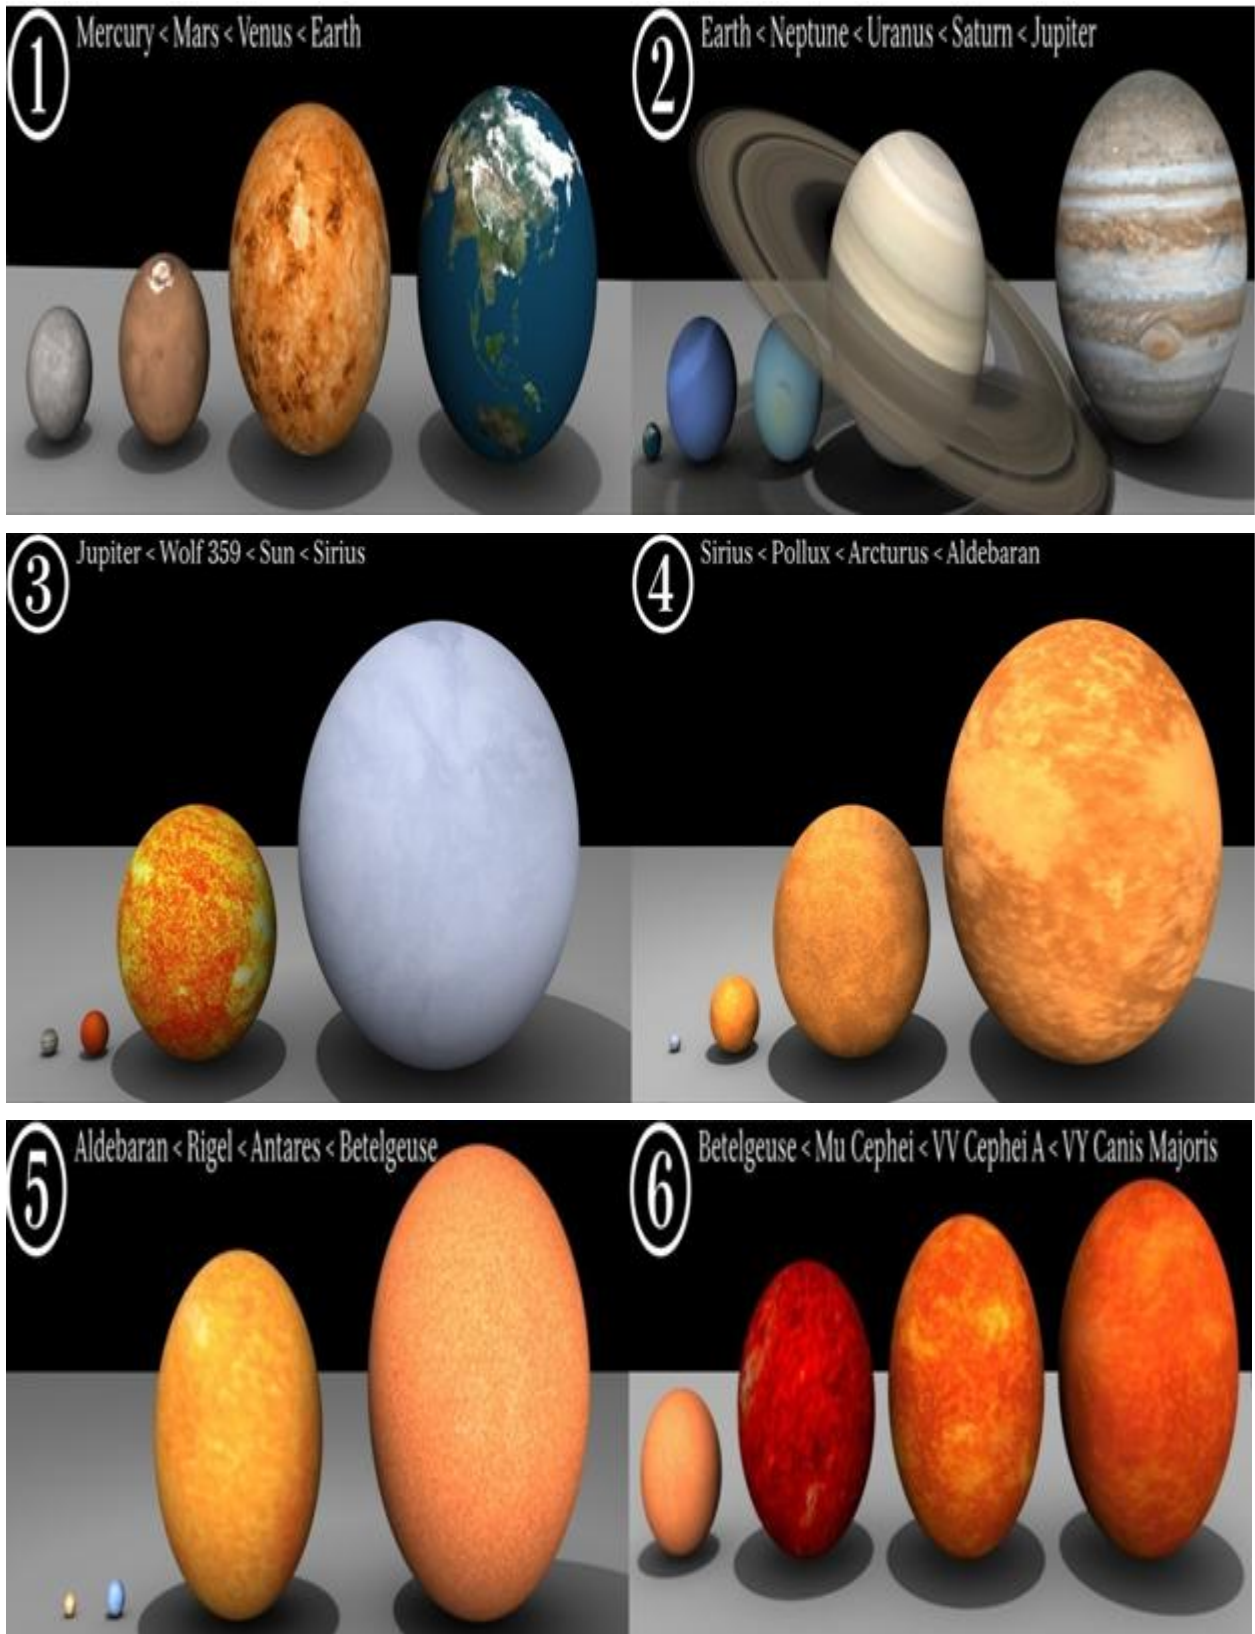 1 Mercury < Mars < Venus < Earth
2 Earth < Neptune < Uranus < Saturn < Jupiter
3 Jupiter < Wolf 359 < Sun < Sirius
4 Sirius < Pollux < Arcturus < Aldebaran
5 Aldebaran < Rigel < Antares < Betelgeuse
6 Betelgeuse < Mu Cephei < VV Cephei A < VY Canis Majoris